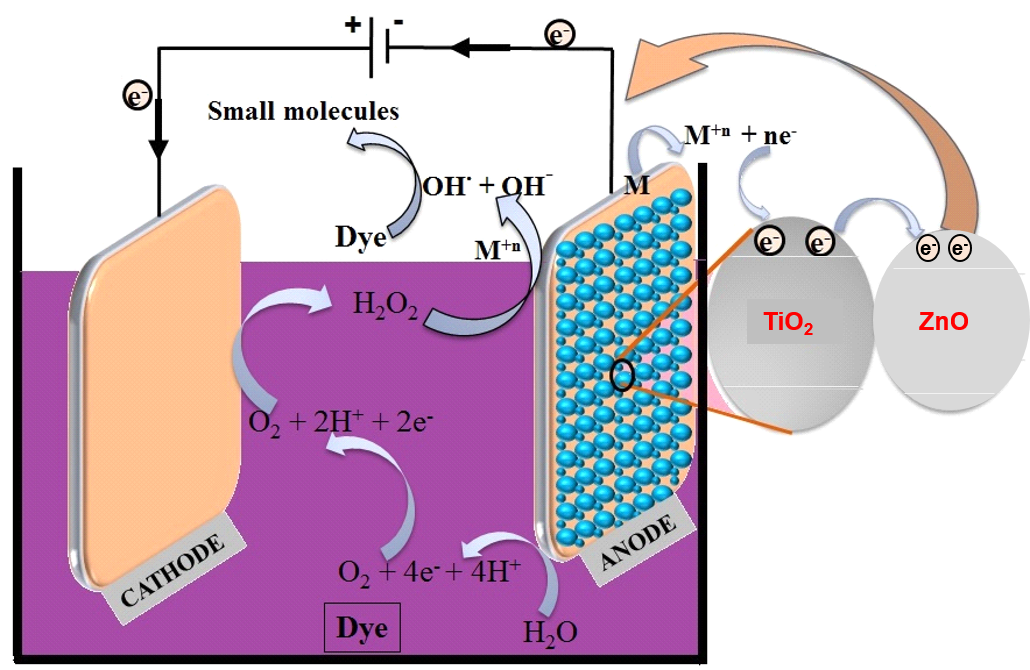 + -
e⁻
e⁻
Small molecules
M⁺ⁿ + ne⁻
OH˙ + OH⁻
M
Dye
M⁺ⁿ
e⁻ e⁻
e⁻ e⁻
H₂O₂
TiO₂
ZnO
O₂ + 2H⁺ + 2e⁻
CATHODE
ANODE
O₂ + 4e⁻ + 4H⁺
Dye
H₂O